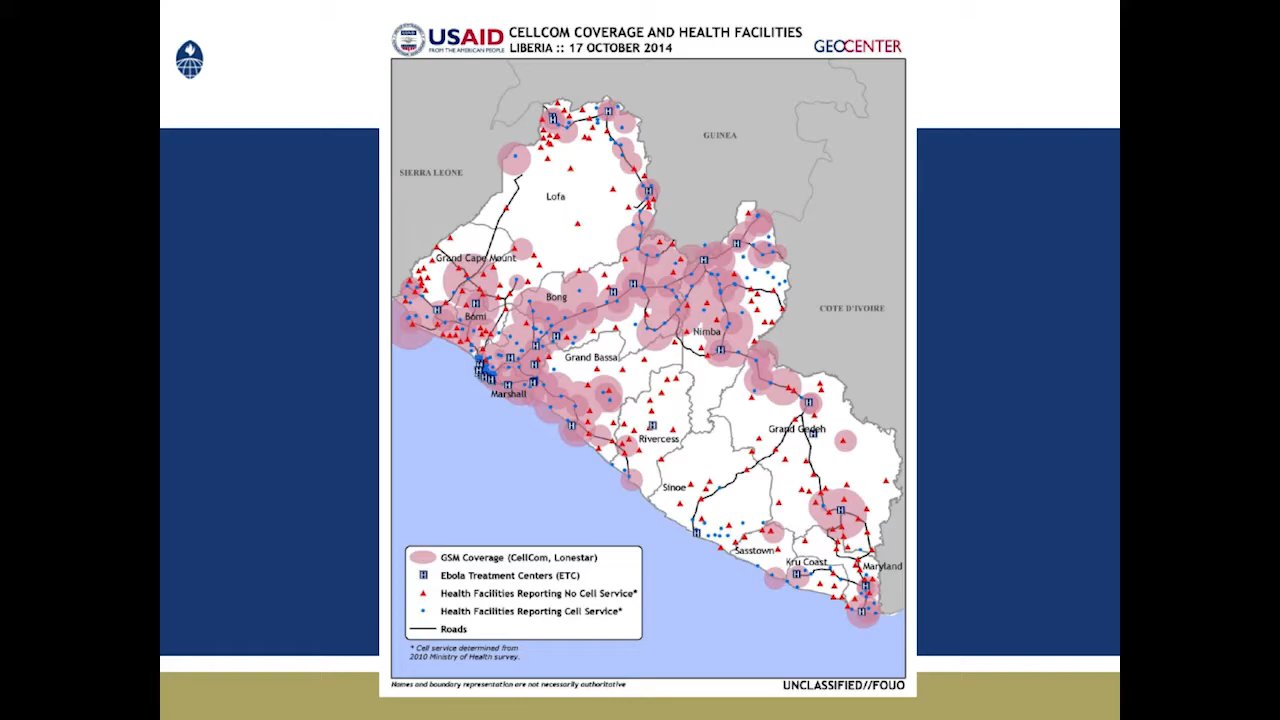 USAID
FROM THE AMERICAN PEOPLE
CELLCOM COVERAGE AND HEALTH FACILITIES
LIBERIA :: 17 OCTOBER 2014
GEOCENTER
GUINEA
SIERRA LEONE
Lofa
Grand Cape Mount
Bong
COTE D'IVOIRE
Bomi
Nimba
Grand Bassa
Marshall
Grand Gedeh
Rivercess
Sinoe
Sasstown
Kru Coast
Maryland
GSM Coverage (CellCom, Lonestar)
H Ebola Treatment Centers (ETC)
Health Facilities Reporting No Cell Service*
Health Facilities Reporting Cell Service*
Roads
* Cell service determined from
2010 Ministry of Health survey.
Names and boundary representation are not necessarily authoritative
UNCLASSIFIED//FOUO